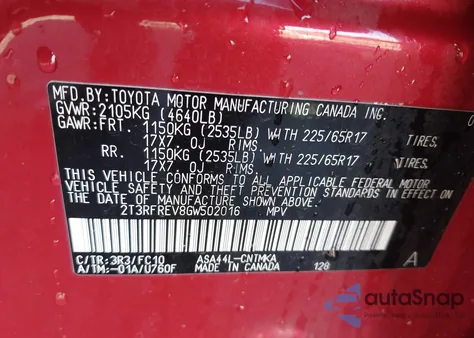 MFD.BY: TOYOTA MOTOR MANUFACTURING CANADA INC.
GVWR: 2105KG (4640LB)
GAWR: FRT. 1150KG (2535LB) WITH 225/65R17 TIRES,
17X7 0J RIMS,
RR. 1150KG (2535LB) WITH 225/65R17 TIRES,
17X7 0J RIMS,
THIS VEHICLE CONFORMS TO ALL APPLICABLE FEDERAL MOTOR
VEHICLE SAFETY AND THEFT PREVENTION STANDARDS IN EFFECT ON
THE DATE OF MANUFACTURE SHOWN ABOVE.
2T3RFREV8GW502016 MPV
C/TR: 3R3/FC10 ASA44L-CNTMKA
A/TM: -01A/U760F MADE IN CANADA 128 A
autoSnap